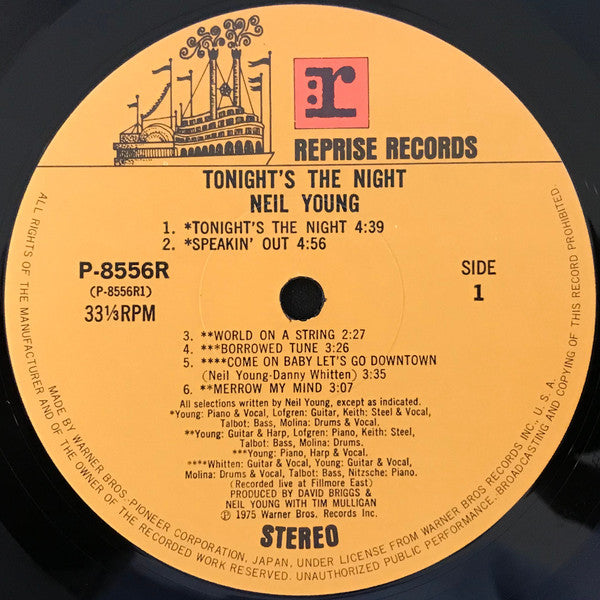 r
REPRISE RECORDS
TONIGHT'S THE NIGHT
NEIL YOUNG
1. *TONIGHT'S THE NIGHT 4:39
2. *SPEAKIN' OUT 4:56
P-8556R
(P-8556R1)
33⅓RPM
SIDE
1
3. **WORLD ON A STRING 2:27
4. ***BORROWED TUNE 3:26
5. ****COME ON BABY LET'S GO DOWNTOWN
(Neil Young-Danny Whitten) 3:35
6. **MERROW MY MIND 3:07
All selections written by Neil Young, except as indicated.
*Young: Piano & Vocal, Lofgren: Guitar, Keith: Steel & Vocal,
Talbot: Bass, Molina: Drums & Vocal.
**Young: Guitar & Harp, Lofgren: Piano, Keith: Steel,
Talbot: Bass, Molina: Drums.
***Young: Piano, Harp & Vocal.
****Whitten: Guitar & Vocal, Young: Guitar & Vocal,
Molina: Drums & Vocal, Talbot: Bass, Nitzsche: Piano.
(Recorded live at Fillmore East)
PRODUCED BY DAVID BRIGGS &
NEIL YOUNG WITH TIM MULLIGAN
℗ 1975 Warner Bros. Records Inc.
STEREO
MADE BY WARNER BROS. PIONEER CORPORATION, JAPAN, UNDER LICENSE FROM WARNER BROS RECORDS INC., U. S. A.
ALL RIGHTS OF THE MANUFACTURER AND OF THE OWNER OF THE RECORDED WORK RESERVED. UNAUTHORIZED PUBLIC PERFORMANCE, BROADCASTING AND COPYING OF THIS RECORD PROHIBITED